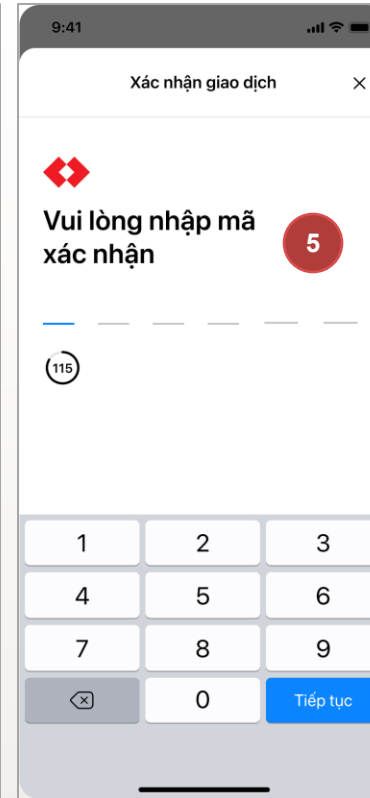 9:41
Xác nhận giao dịch
Vui lòng nhập mã
xác nhận
5
115
1 2 3
4 5 6
7 8 9
0 Tiếp tục